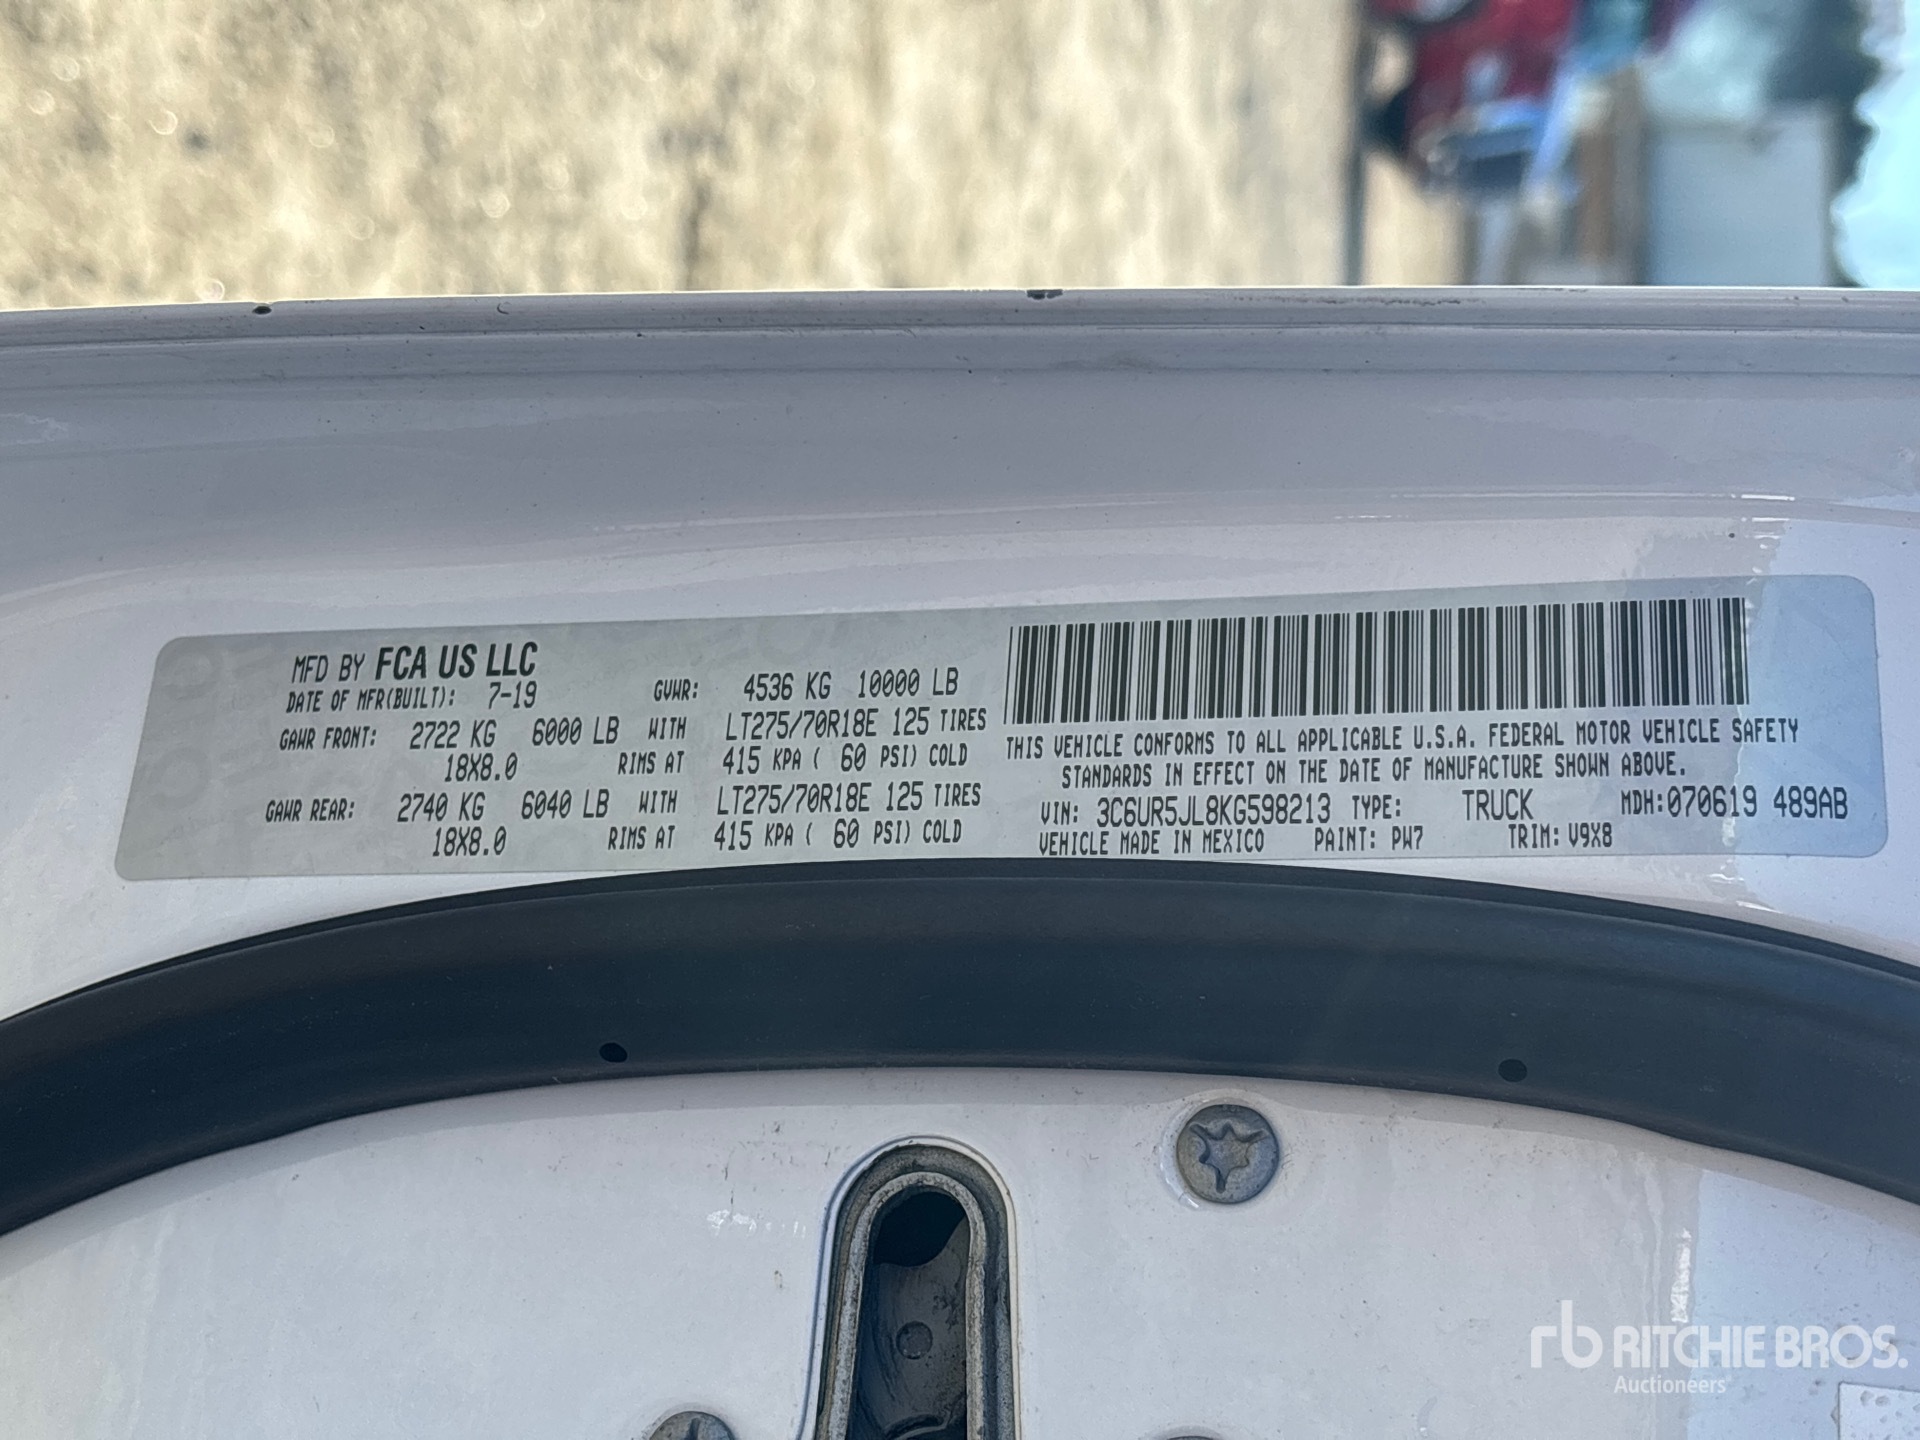 MFD BY FCA US LLC
DATE OF MFR(BUILT): 7-19 GVWR: 4536 KG 10000 LB
GAWR FRONT: 2722 KG 6000 LB WITH LT275/70R18E 125 TIRES
18X8.0 RIMS AT 415 KPA ( 60 PSI) COLD
GAWR REAR: 2740 KG 6040 LB WITH LT275/70R18E 125 TIRES
18X8.0 RIMS AT 415 KPA ( 60 PSI) COLD
THIS VEHICLE CONFORMS TO ALL APPLICABLE U.S.A. FEDERAL MOTOR VEHICLE SAFETY
STANDARDS IN EFFECT ON THE DATE OF MANUFACTURE SHOWN ABOVE.
VIN: 3C6UR5JL8KG598213 TYPE: TRUCK MDH:070619 489AB
VEHICLE MADE IN MEXICO PAINT: PW7 TRIM: V9X8
rb RITCHIE BROS.
Auctioneers